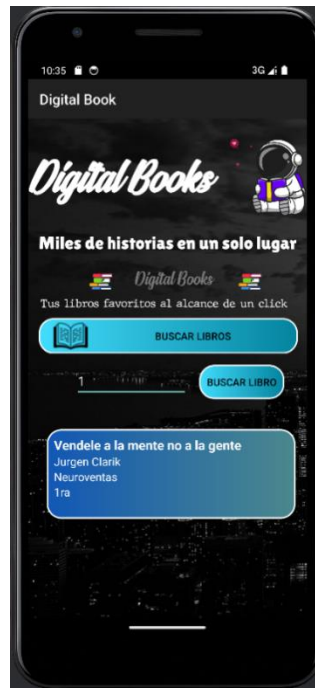 10:35 3G
Digital Book
Digital Books
Miles de historias en un solo lugar
Digital Books
Tus libros favoritos al alcance de un click
BUSCAR LIBROS
1 BUSCAR LIBRO
Vendele a la mente no a la gente
Jurgen Clarik
Neuroventas
1ra